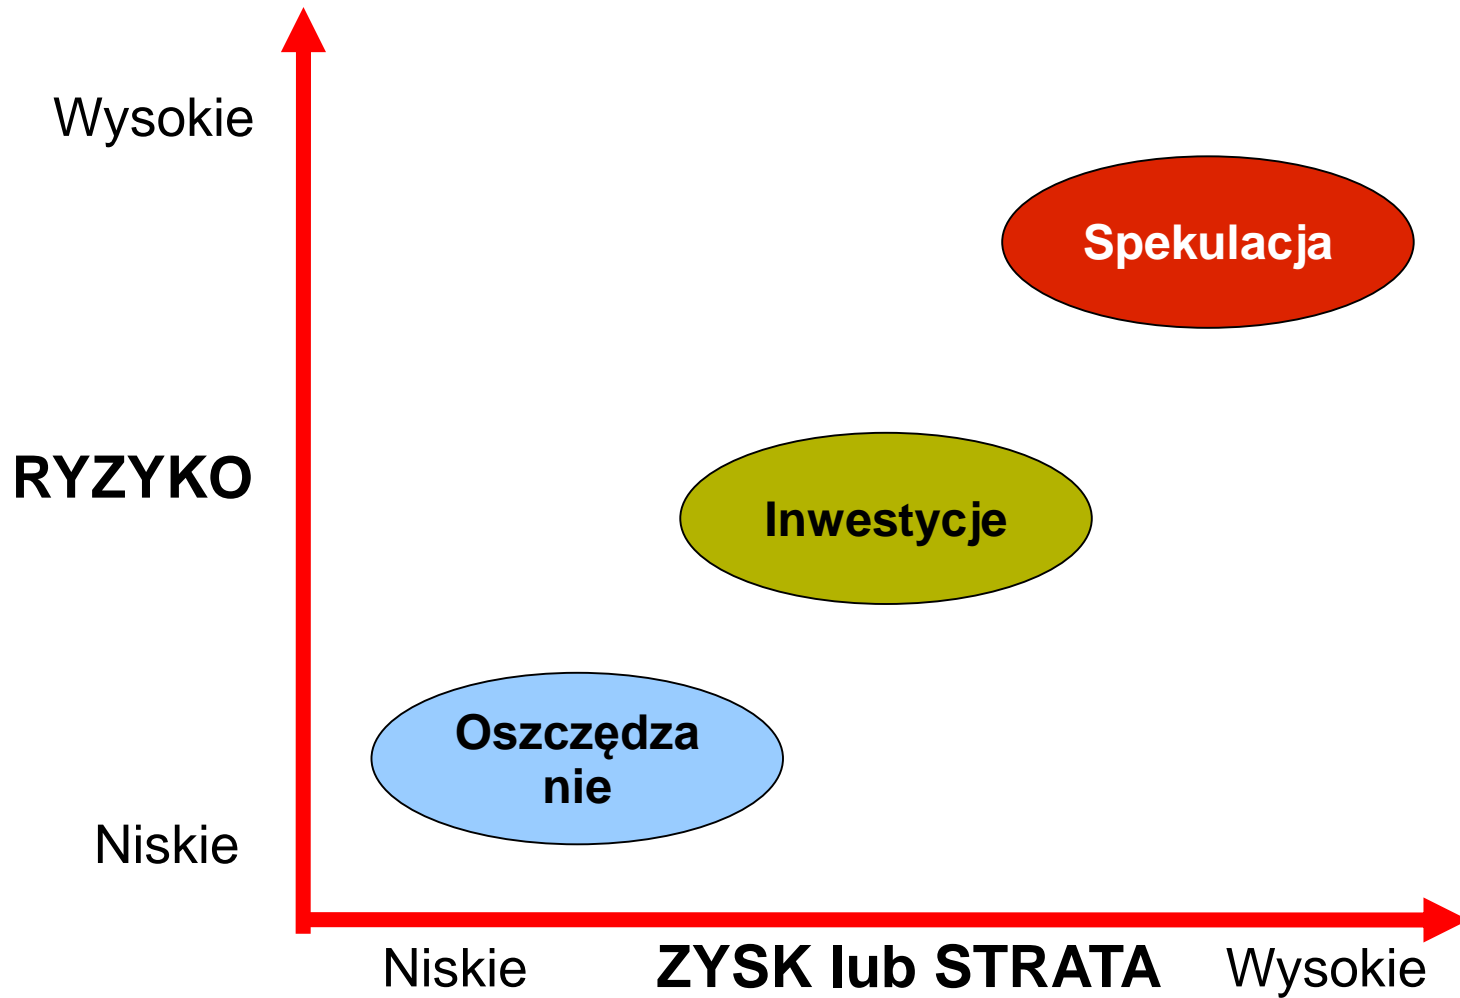 Wysokie
Spekulacja
RYZYKO
Inwestycje
Oszczędza
nie
Niskie
Niskie
ZYSK lub STRATA
Wysokie